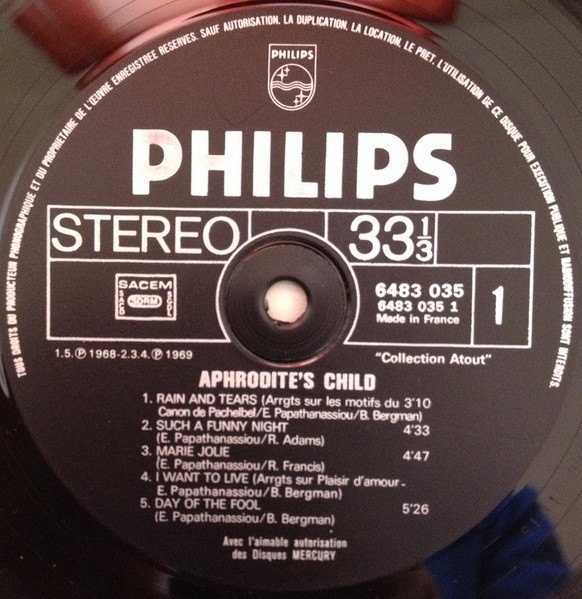 TOUS DROITS DU PRODUCTEUR PHONOGRAPHIQUE ET DU PROPRIETAIRE DE L'ŒUVRE ENREGISTREE RESERVES. SAUF AUTORISATION, LA DUPLICATION, LA LOCATION, LE PRET, L'UTILISATION DE CE DISQUE POUR EXECUTION PUBLIQUE ET RADIODIFFUSION SONT INTERDITS.
PHILIPS
PHILIPS
STEREO 33 1/3
SACEM
SACD SDRM SGDL
6483 035
6483 035 1
Made in France
1
1.5.℗ 1968-2.3.4.℗ 1969
"Collection Atout"
APHRODITE'S CHILD
1. RAIN AND TEARS (Arrgts sur les motifs du 3'10
Canon de Pachelbel/E. Papathanassiou/B. Bergman)
2. SUCH A FUNNY NIGHT 4'33
(E. Papathanassiou/R. Adams)
3. MARIE JOLIE 4'47
(E. Papathanassiou/R. Francis)
4. I WANT TO LIVE (Arrgts sur Plaisir d'amour-
E. Papathanassiou/B. Bergman)
5. DAY OF THE FOOL 5'26
(E. Papathanassiou/B. Bergman)
Avec l'aimable autorisation
des Disques MERCURY